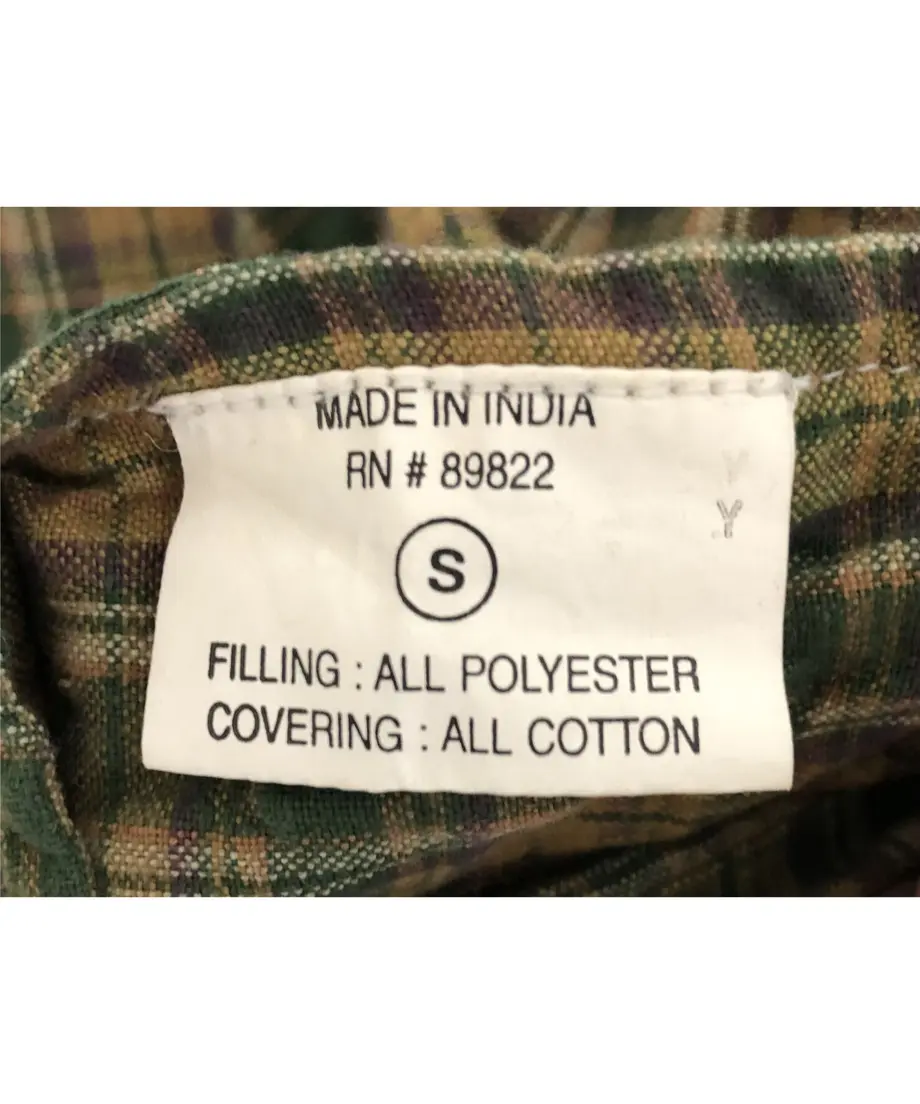 MADE IN INDIA
RN # 89822
Y
S
FILLING : ALL POLYESTER
COVERING : ALL COTTON